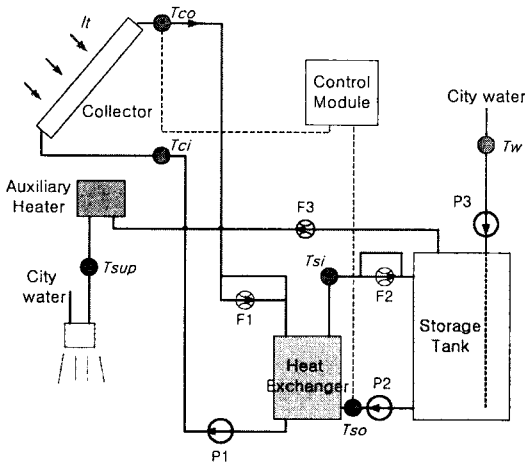 It
Tco
Collector
Control
Module
City water
Tw
Tci
Auxiliary
Heater
F3
P3
Tsup
City
water
Tsi
F2
F1
Storage
Tank
Heat
Exchanger
P2
Tso
P1